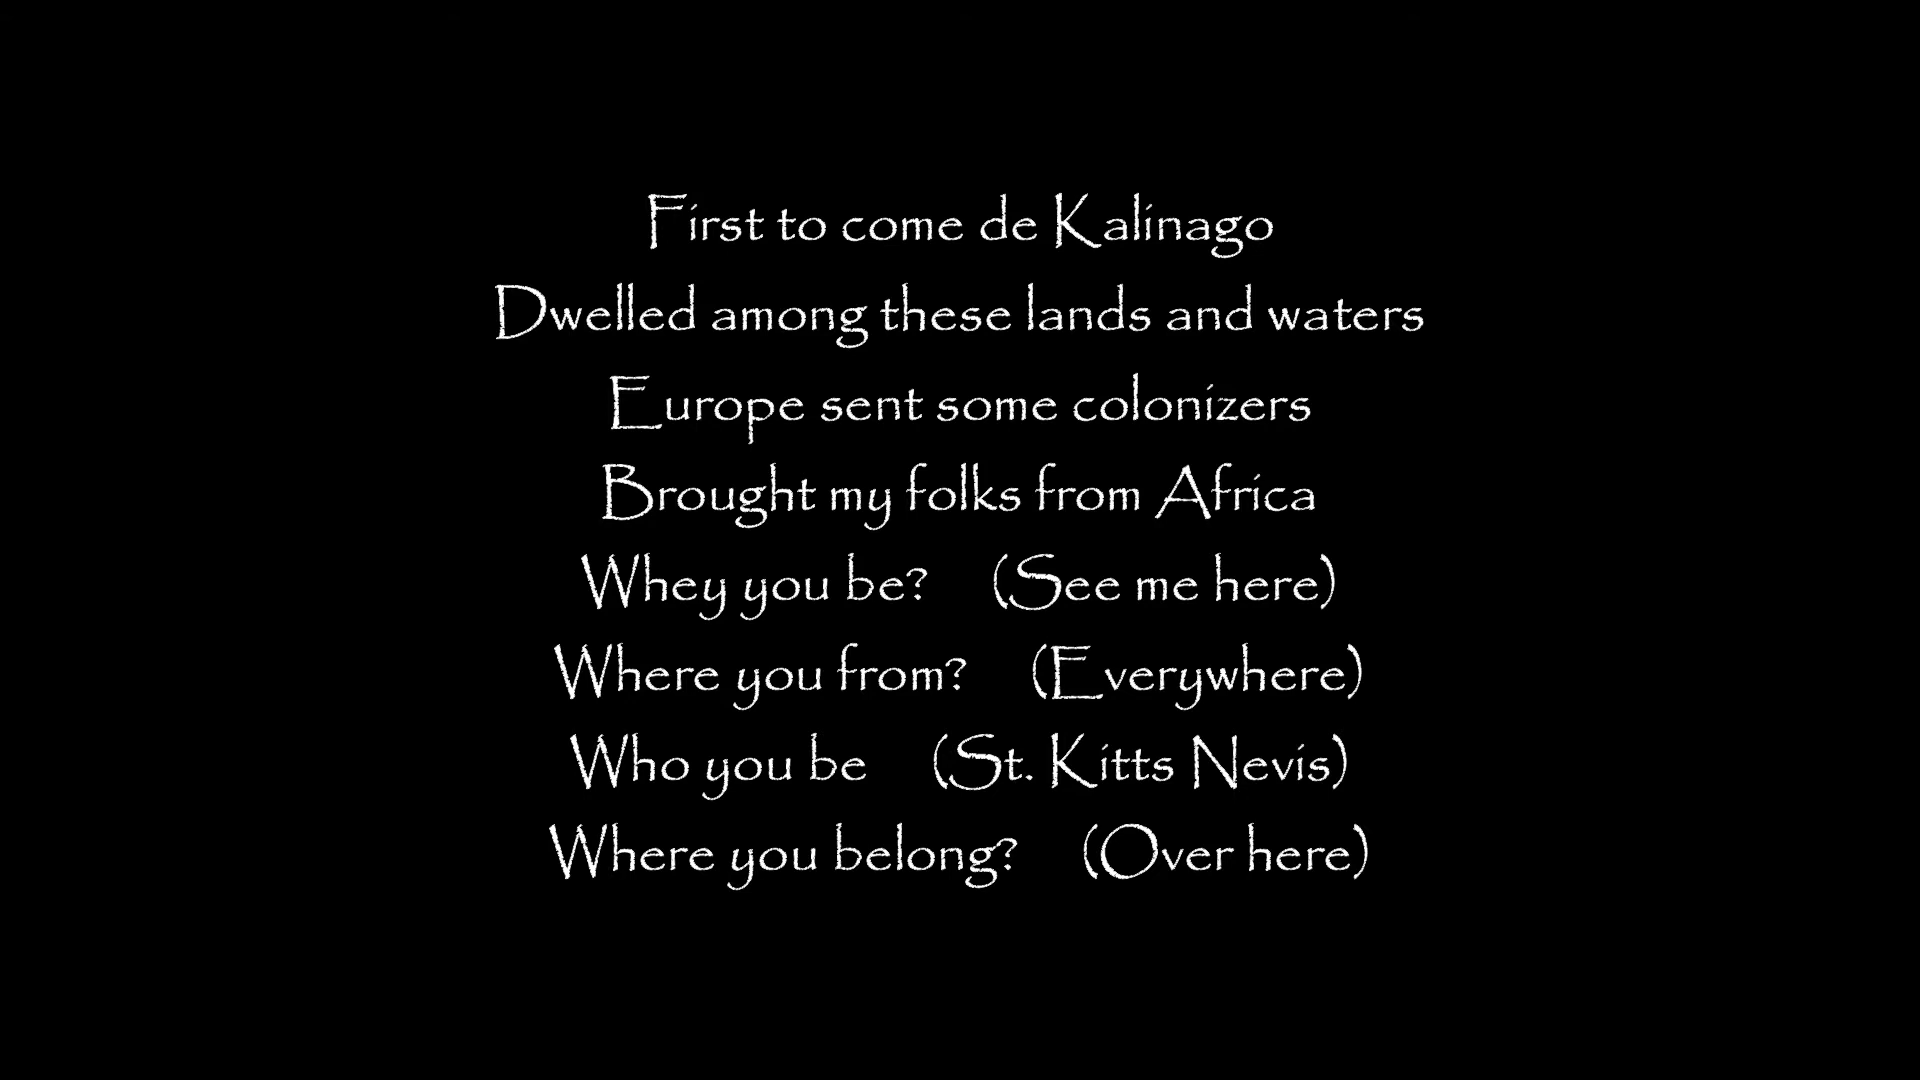 First to come de Kalinago
Dwelled among these lands and waters
Europe sent some colonizers
Brought my folks from Africa
Whey you be? (See me here)
Where you from? (Everywhere)
Who you be (St. Kitts Nevis)
Where you belong? (Over here)